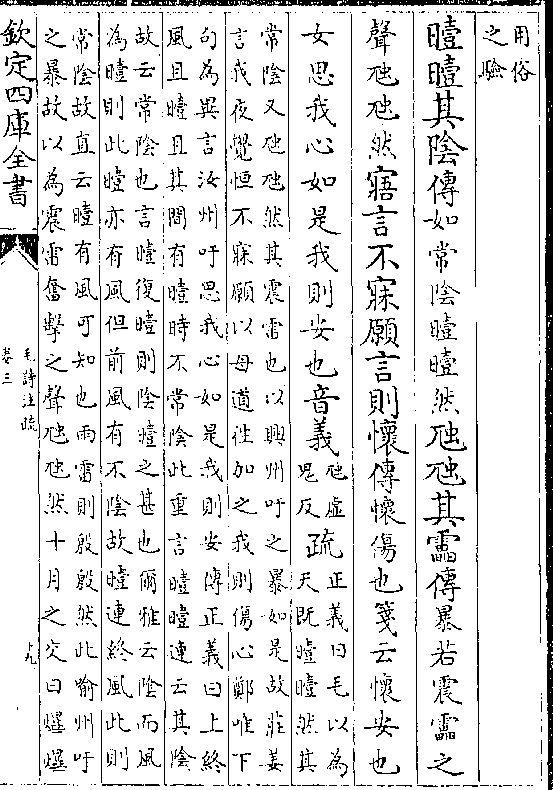 用俗
之驗
曀曀其陰傳如常陰曀曀然虺虺其靁傳暴若震靁之
聲虺虺然寤言不寐願言則懷傳懷傷也箋云懷安也
女思我心如是我則安也音義
虺虛
鬼反
疏
正義曰毛以為
天既曀曀然其
常陰又虺虺然其震雷也以興州吁之暴如是故莊姜
言我夜覺恒不寐願以母道往加之我則傷心鄭唯下
句為異言汝州吁思我心如是我則安傳正義曰上終
風且曀且其間有曀時不常陰此重言曀曀連云其陰
故云常陰也言曀復曀則陰曀之甚也爾雅云陰而風
為曀則此曀亦有風但前風有不陰故曀連終風此則
常陰故直云曀有風可知也雨雷則殷殷然此喻州吁
之暴故以為震雷奮擊之聲虺虺然十月之交曰爗爗
欽定四庫全書
毛詩注疏
卷三
十九